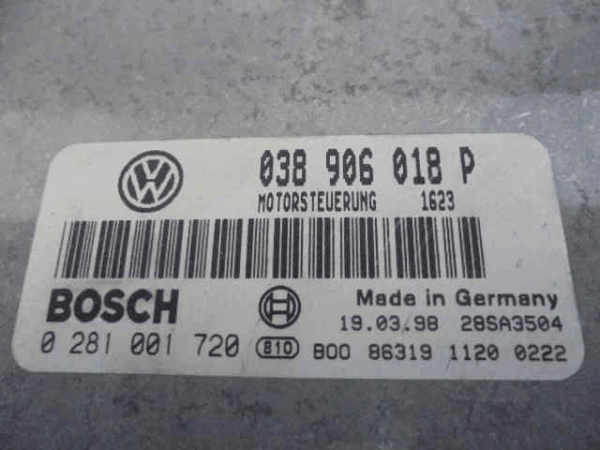 038 906 018 P
MOTORSTEUERUNG 1623
BOSCH
Made in Germany
19.03.98 28SA3504
0 281 001 720 810 B00 86319 1120 0222